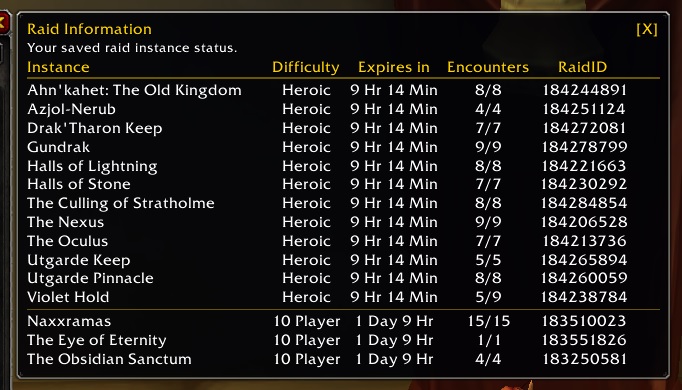 Raid Information [X]
Your saved raid instance status.
Instance Difficulty Expires in Encounters RaidID
Ahn'kahet: The Old Kingdom Heroic 9 Hr 14 Min 8/8 184244891
Azjol-Nerub Heroic 9 Hr 14 Min 4/4 184251124
Drak'Tharon Keep Heroic 9 Hr 14 Min 7/7 184272081
Gundrak Heroic 9 Hr 14 Min 9/9 184278799
Halls of Lightning Heroic 9 Hr 14 Min 8/8 184221663
Halls of Stone Heroic 9 Hr 14 Min 7/7 184230292
The Culling of Stratholme Heroic 9 Hr 14 Min 8/8 184284854
The Nexus Heroic 9 Hr 14 Min 9/9 184206528
The Oculus Heroic 9 Hr 14 Min 7/7 184213736
Utgarde Keep Heroic 9 Hr 14 Min 5/5 184265894
Utgarde Pinnacle Heroic 9 Hr 14 Min 8/8 184260059
Violet Hold Heroic 9 Hr 14 Min 5/9 184238784
Naxxramas 10 Player 1 Day 9 Hr 15/15 183510023
The Eye of Eternity 10 Player 1 Day 9 Hr 1/1 183551826
The Obsidian Sanctum 10 Player 1 Day 9 Hr 4/4 183250581